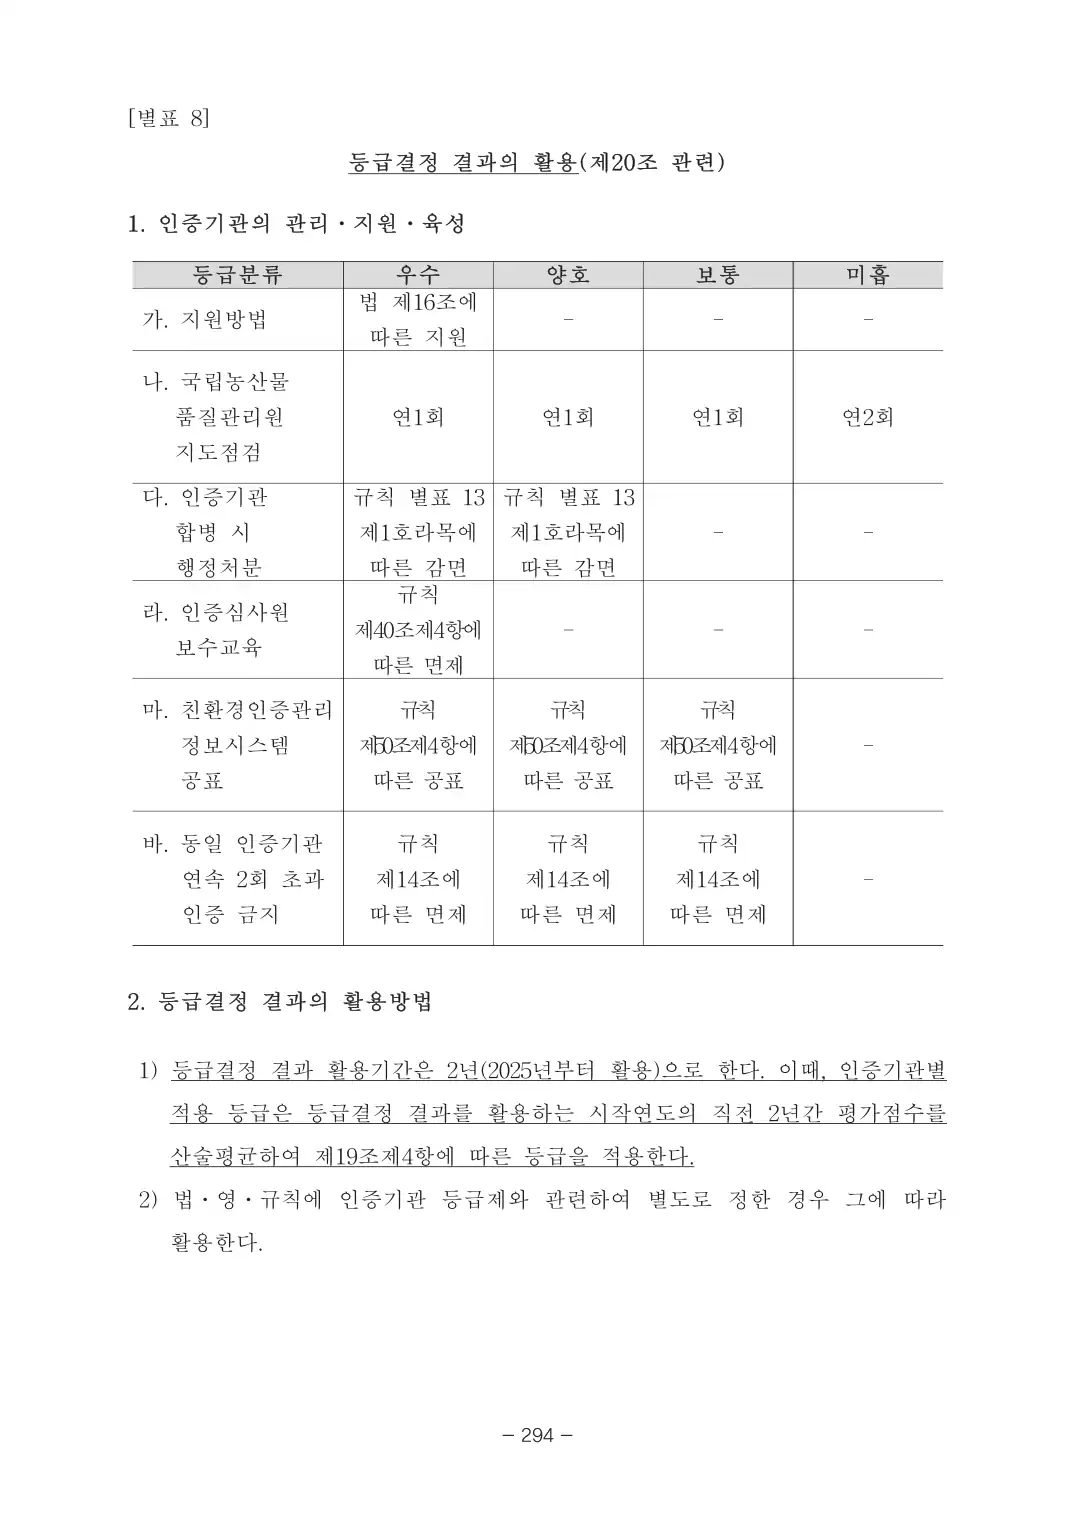 [별표 8]
등급결정 결과의 활용(제20조 관련)
1. 인증기관의 관리・지원・육성
등급분류 우수 양호 보통 미흡
가. 지원방법 법 제16조에 따른 지원 – – –
나. 국립농산물 품질관리원 지도점검 연1회 연1회 연1회 연2회
다. 인증기관 합병 시 행정처분 규칙 별표 13 제1호라목에 따른 감면 규칙 별표 13 제1호라목에 따른 감면 – –
라. 인증심사원 보수교육 규칙 제40조제4항에 따른 면제 – – –
마. 친환경인증관리 정보시스템 공표 규칙 제50조제4항에 따른 공표 규칙 제50조제4항에 따른 공표 규칙 제50조제4항에 따른 공표 –
바. 동일 인증기관 연속 2회 초과 인증 금지 규칙 제14조에 따른 면제 규칙 제14조에 따른 면제 규칙 제14조에 따른 면제 –
2. 등급결정 결과의 활용방법
1) 등급결정 결과 활용기간은 2년(2025년부터 활용)으로 한다. 이때, 인증기관별
적용 등급은 등급결정 결과를 활용하는 시작연도의 직전 2년간 평가점수를
산술평균하여 제19조제4항에 따른 등급을 적용한다.
2) 법・영・규칙에 인증기관 등급제와 관련하여 별도로 정한 경우 그에 따라
활용한다.
– 294 –